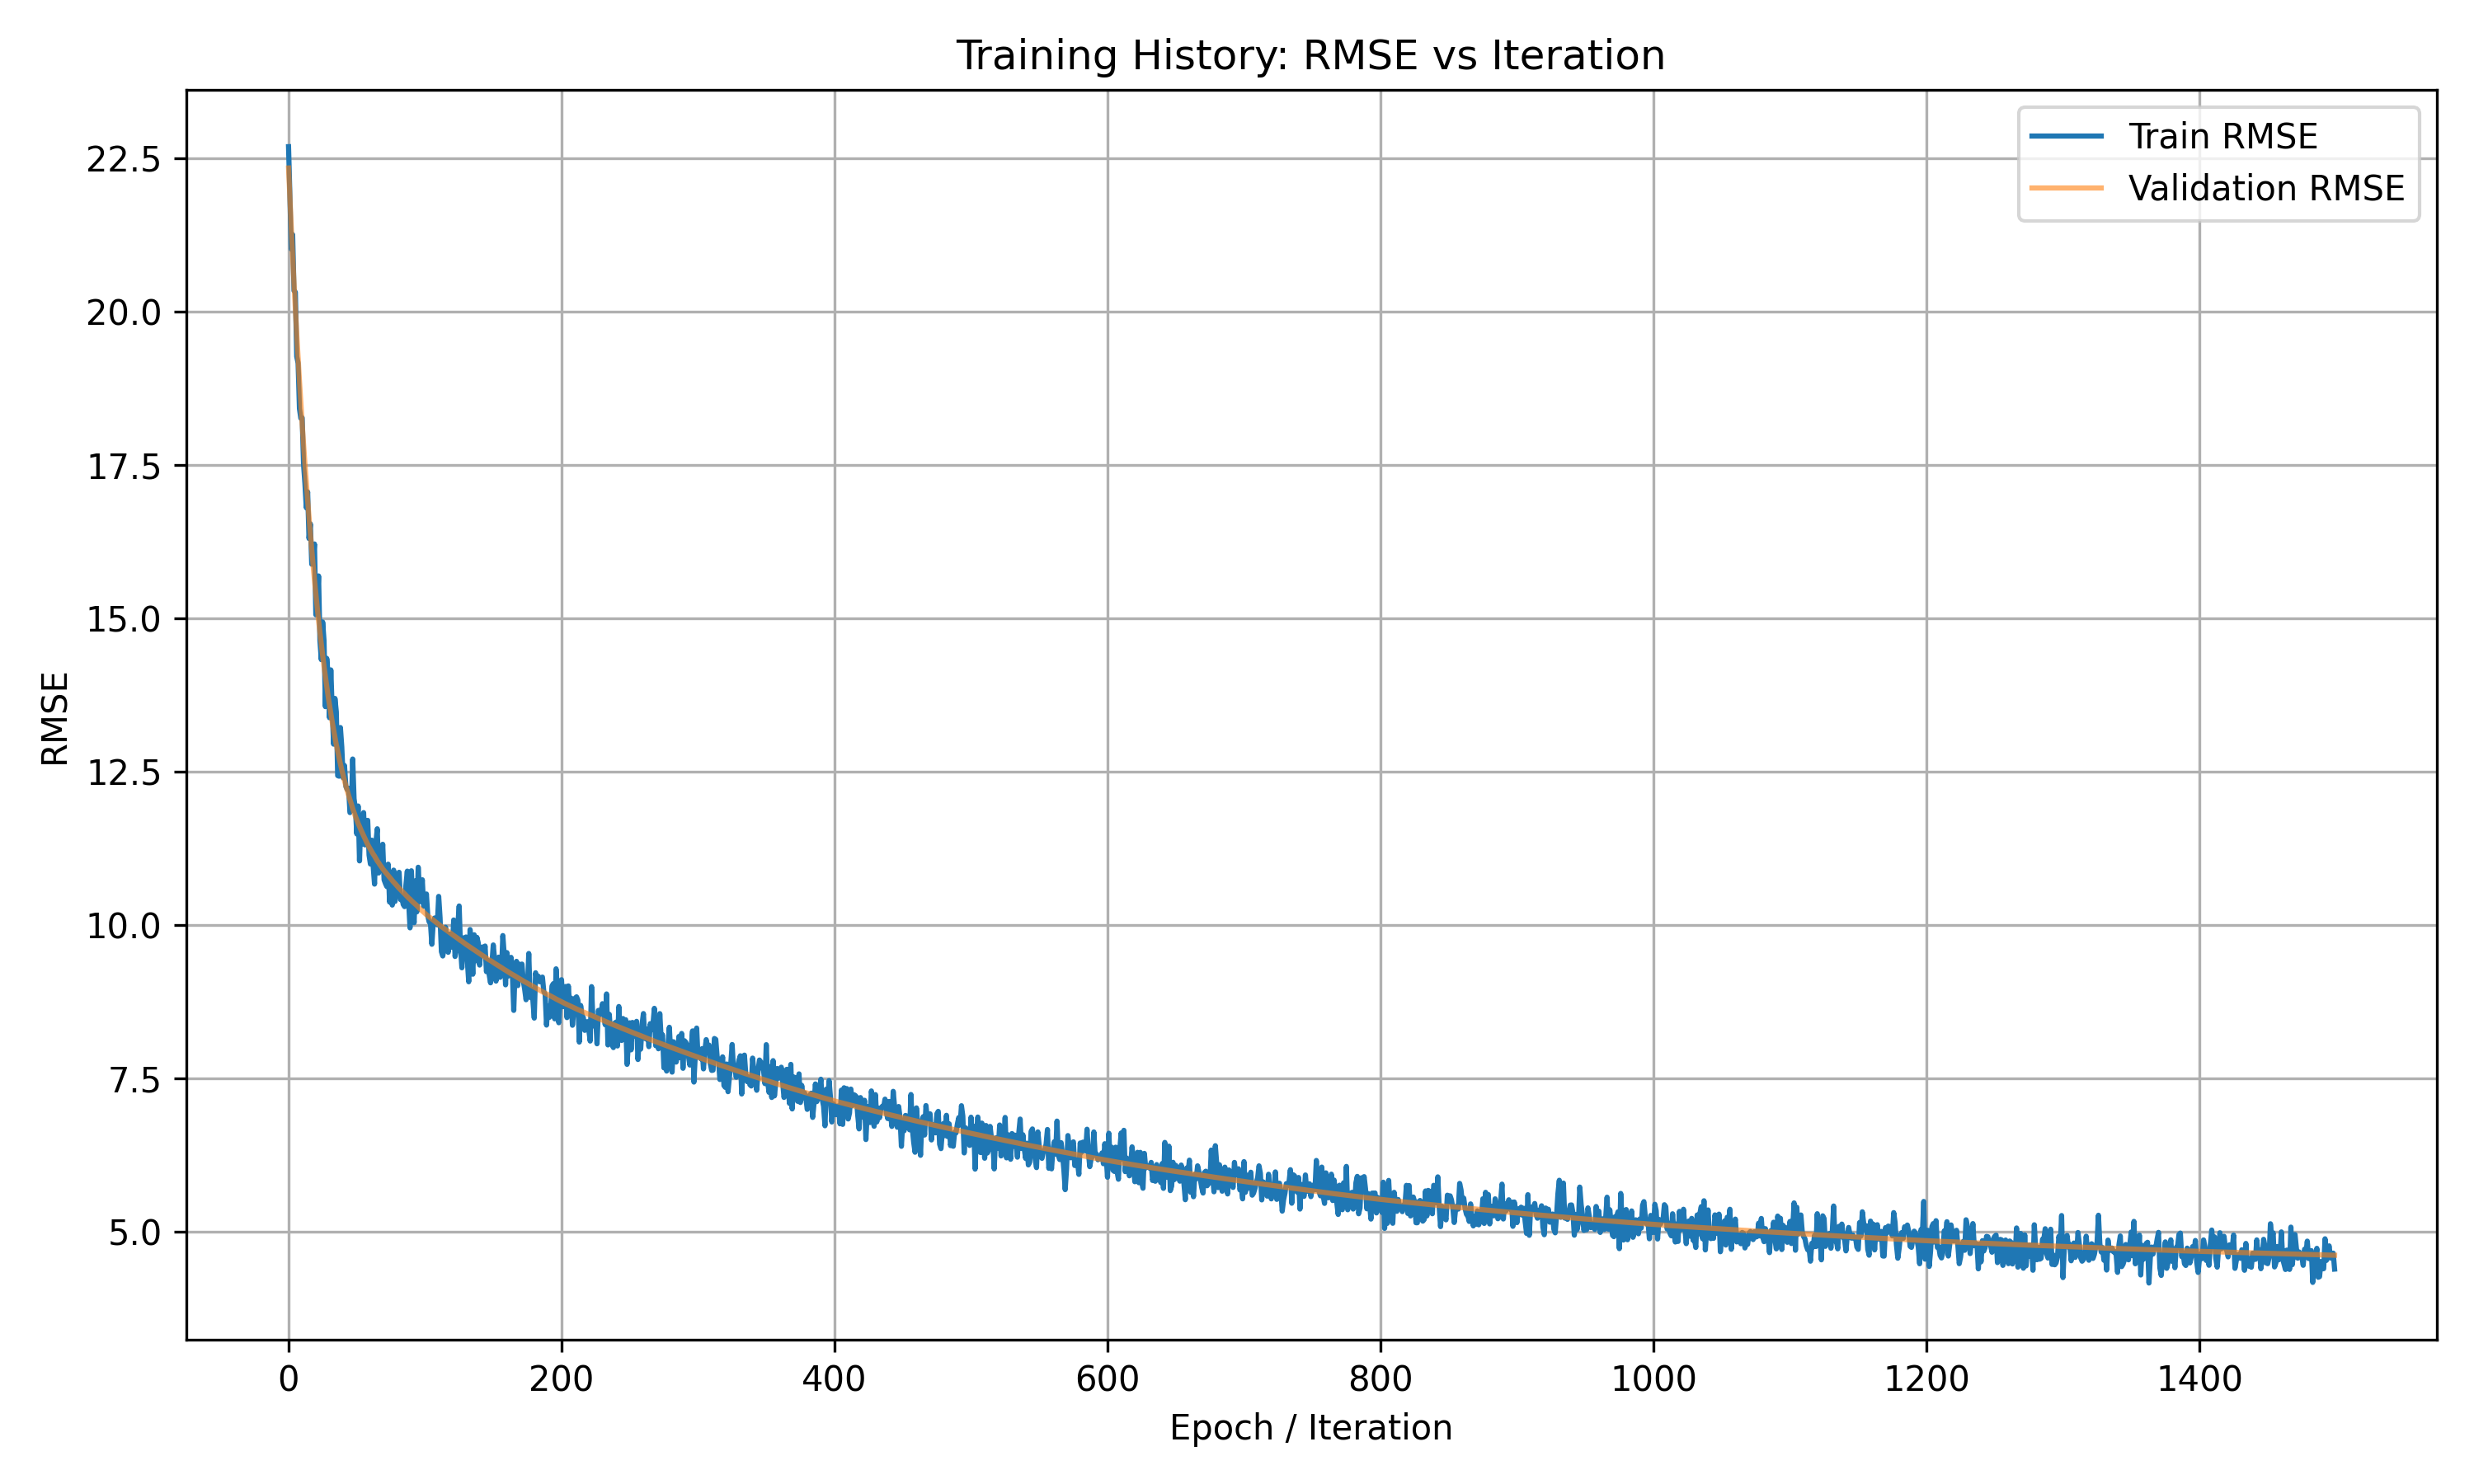 Training History: RMSE vs Iteration
Train RMSE
Validation RMSE
RMSE
22.5
20.0
17.5
15.0
12.5
10.0
7.5
5.0
0 200 400 600 800 1000 1200 1400
Epoch / Iteration